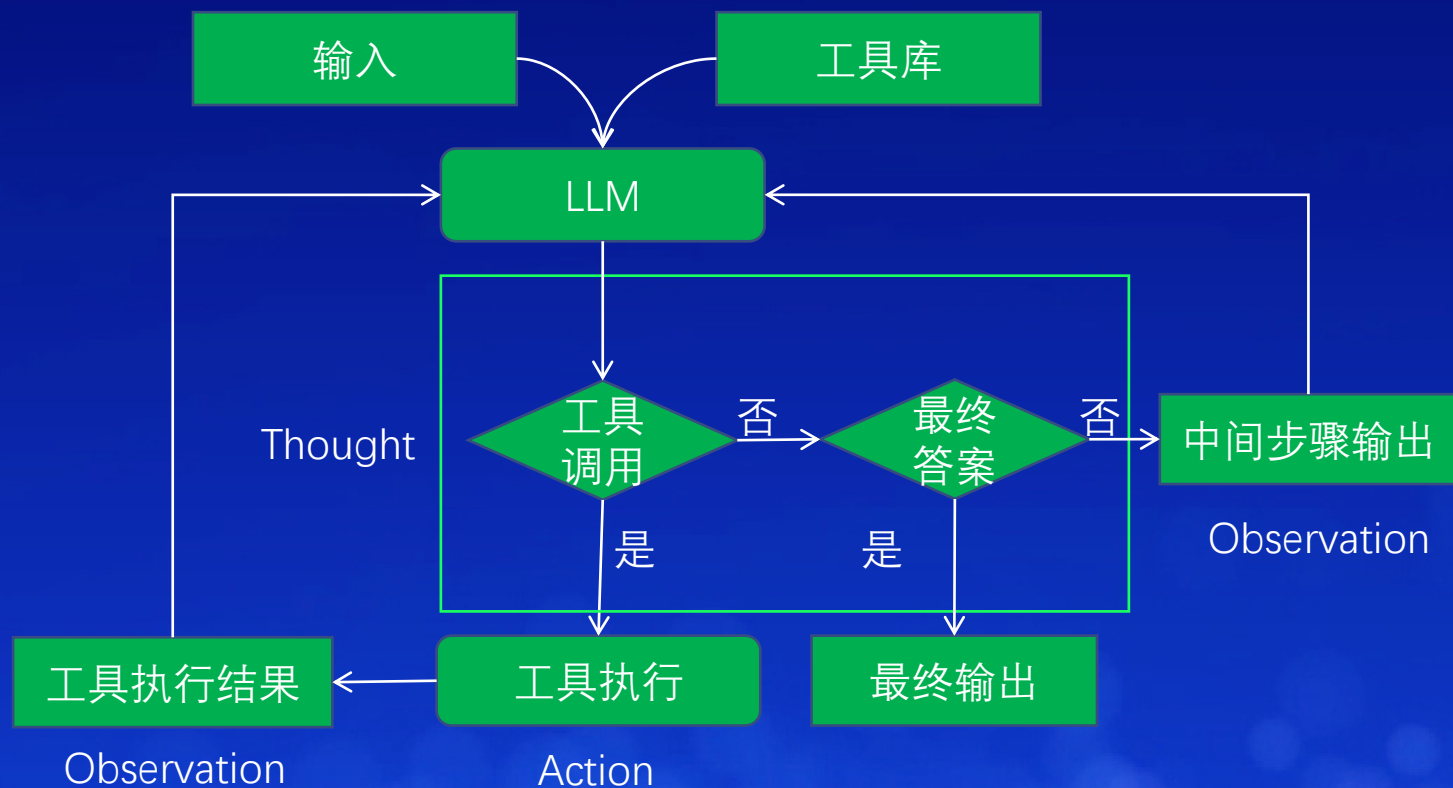 输入
工具库
LLM
Thought
工具
调用
否
最终
答案
否
中间步骤输出
Observation
是
是
工具执行结果
工具执行
最终输出
Observation
Action